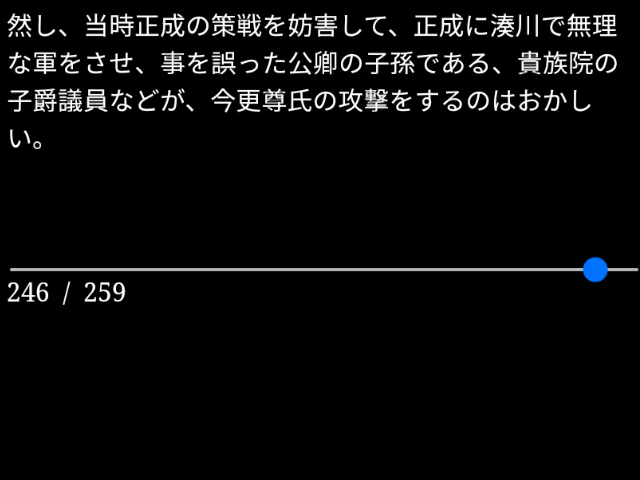 然し、当時正成の策戦を妨害して、正成に湊川で無理
な軍をさせ、事を誤った公卿の子孫である、貴族院の
子爵議員などが、今更尊氏の攻撃をするのはおかし
い。
246 / 259